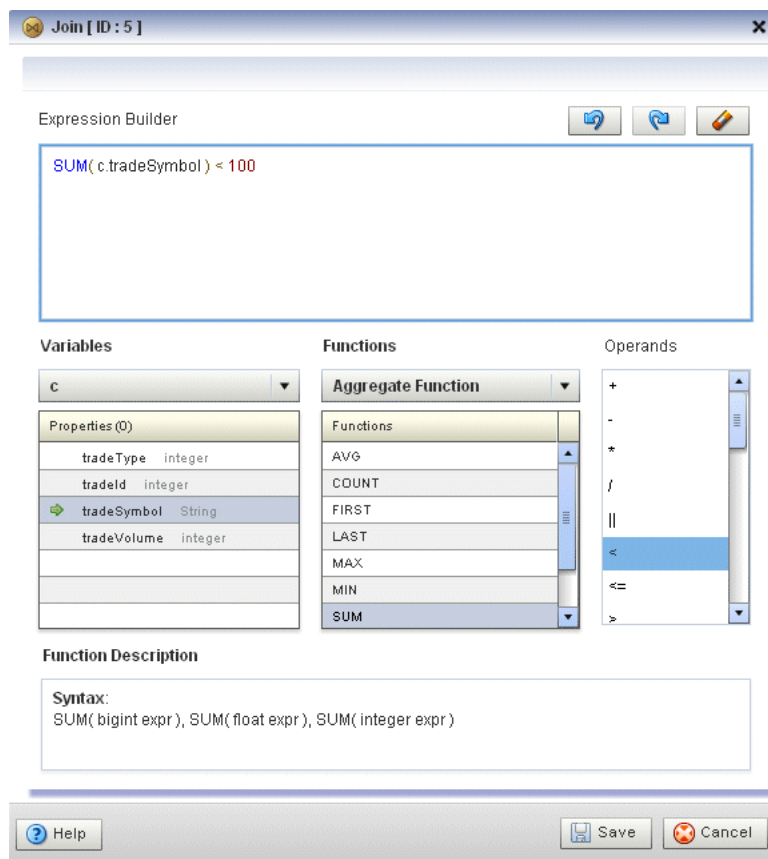 Join [ ID : 5 ]
Expression Builder
SUM( c.tradeSymbol ) < 100
Variables
Functions
Operands
c
Aggregate Function
Properties (0)
tradeType integer
tradeId integer
tradeSymbol String
tradeVolume integer
Functions
AVG
COUNT
FIRST
LAST
MAX
MIN
SUM
+
-
*
/
||
<
<=
>
Function Description
Syntax:
SUM( bigint expr ), SUM( float expr ), SUM( integer expr )
Help
Save
Cancel